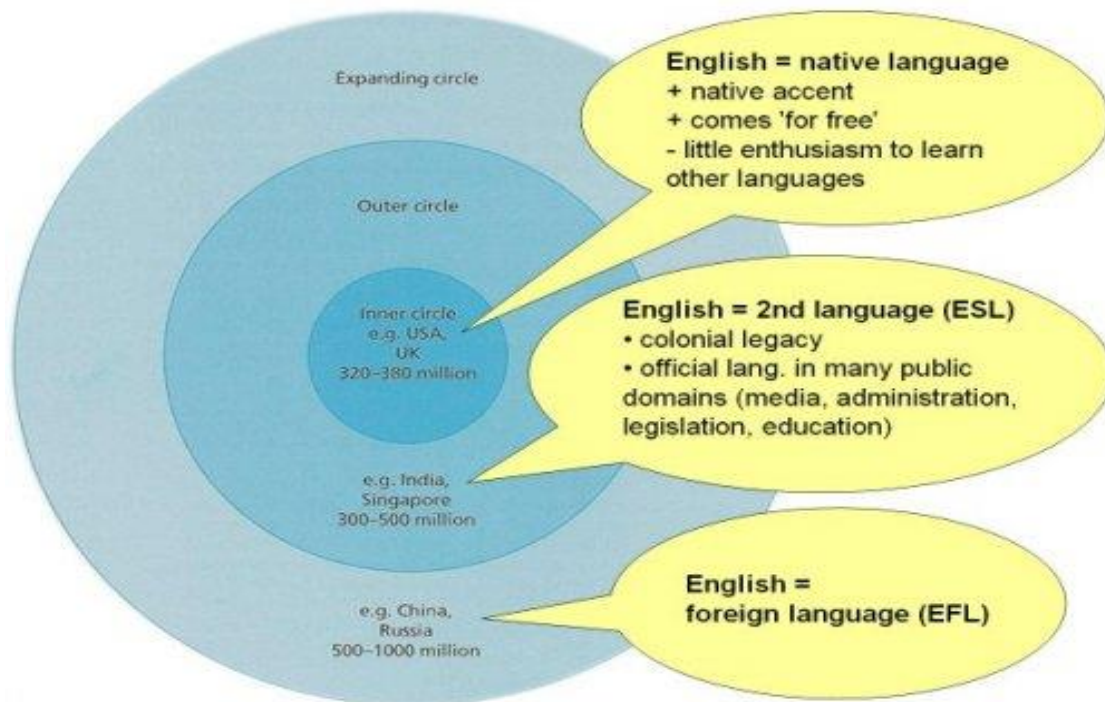 Expanding circle
Outer circle
Inner circle
e.g. USA,
UK
320–380 million
e.g. India,
Singapore
300–500 million
e.g. China,
Russia
500–1000 million
English = native language
+ native accent
+ comes 'for free'
- little enthusiasm to learn
other languages
English = 2nd language (ESL)
• colonial legacy
• official lang. in many public
domains (media, administration,
legislation, education)
English =
foreign language (EFL)